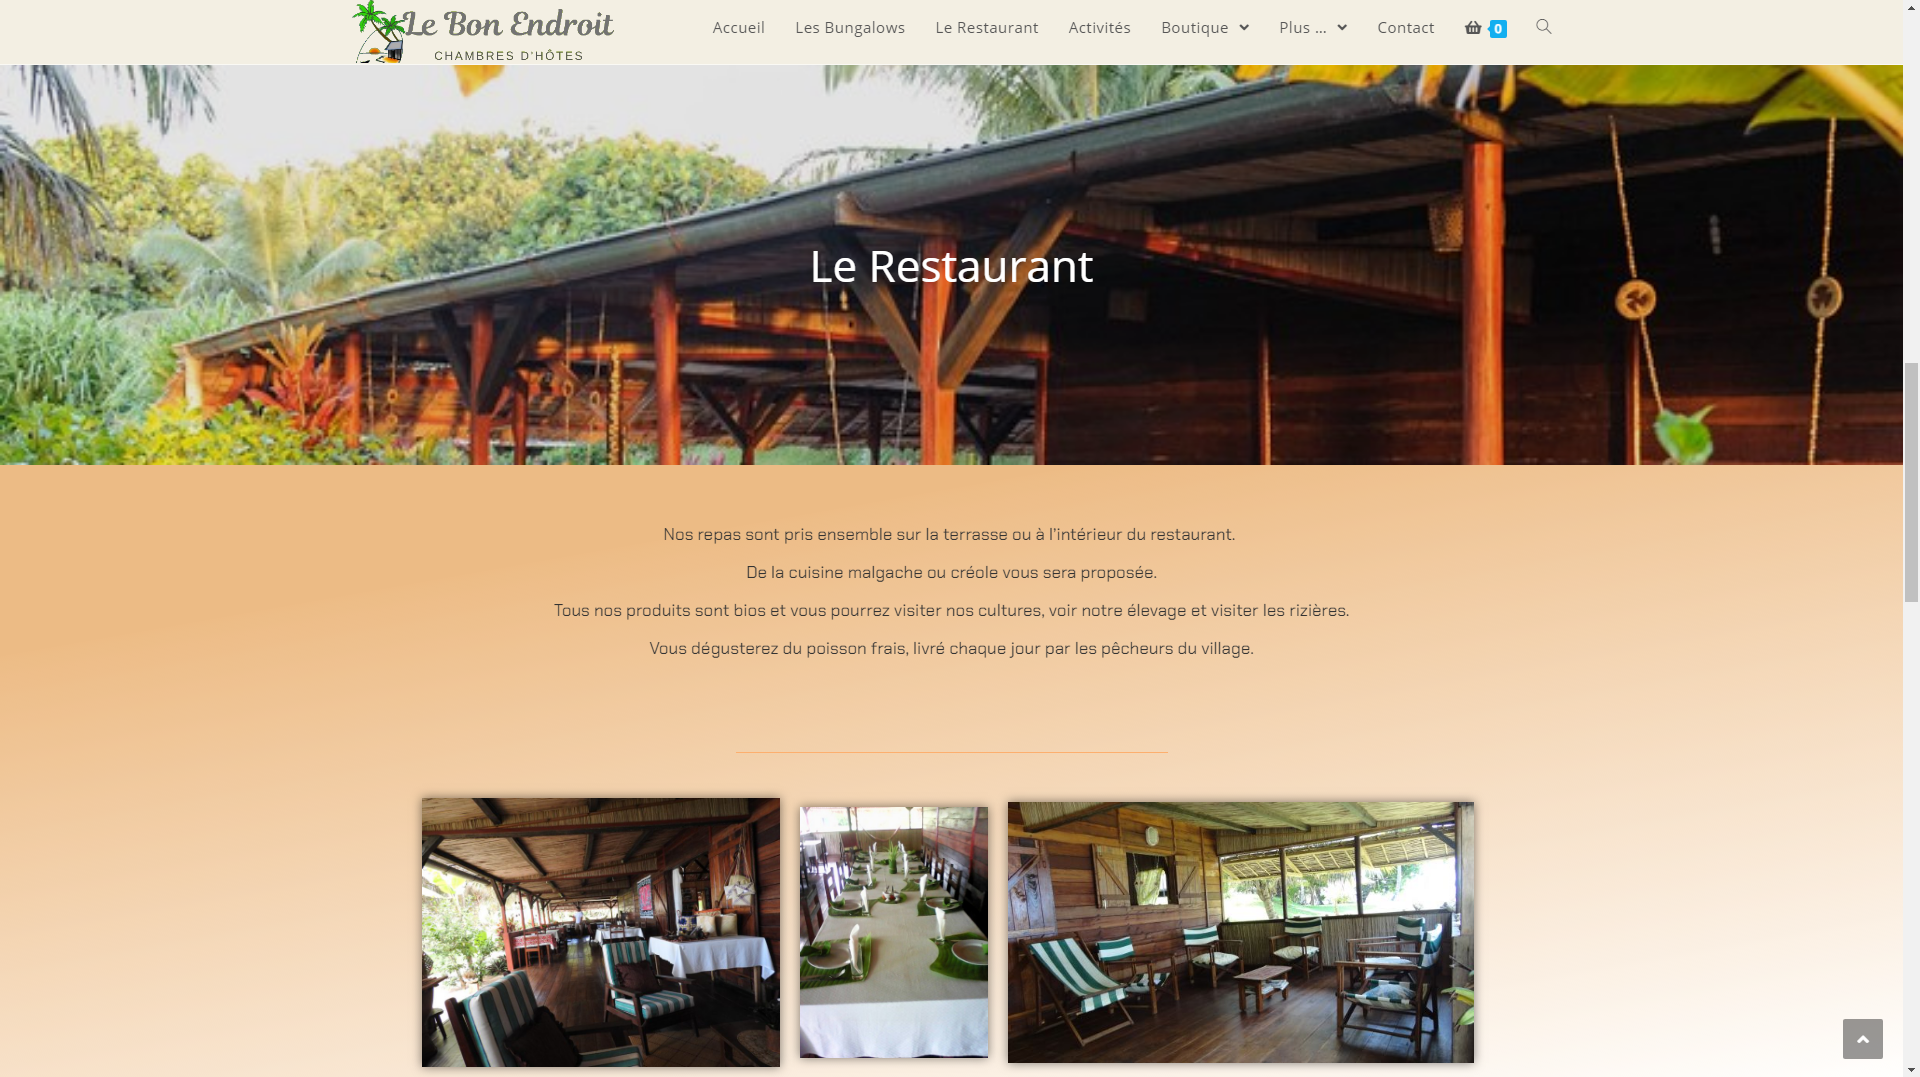 Le Bon Endroit
CHAMBRES D'HÔTES
Accueil
Les Bungalows
Le Restaurant
Activités
Boutique
Plus ...
Contact
0
Le Restaurant
Nos repas sont pris ensemble sur la terrasse ou à l'intérieur du restaurant.
De la cuisine malgache ou créole vous sera proposée.
Tous nos produits sont bios et vous pourrez visiter nos cultures, voir notre élevage et visiter les rizières.
Vous dégusterez du poisson frais, livré chaque jour par les pêcheurs du village.